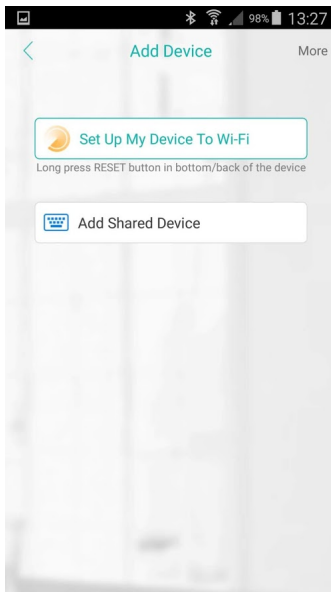 98% 13:27
Add Device More
Set Up My Device To Wi-Fi
Long press RESET button in bottom/back of the device
Add Shared Device